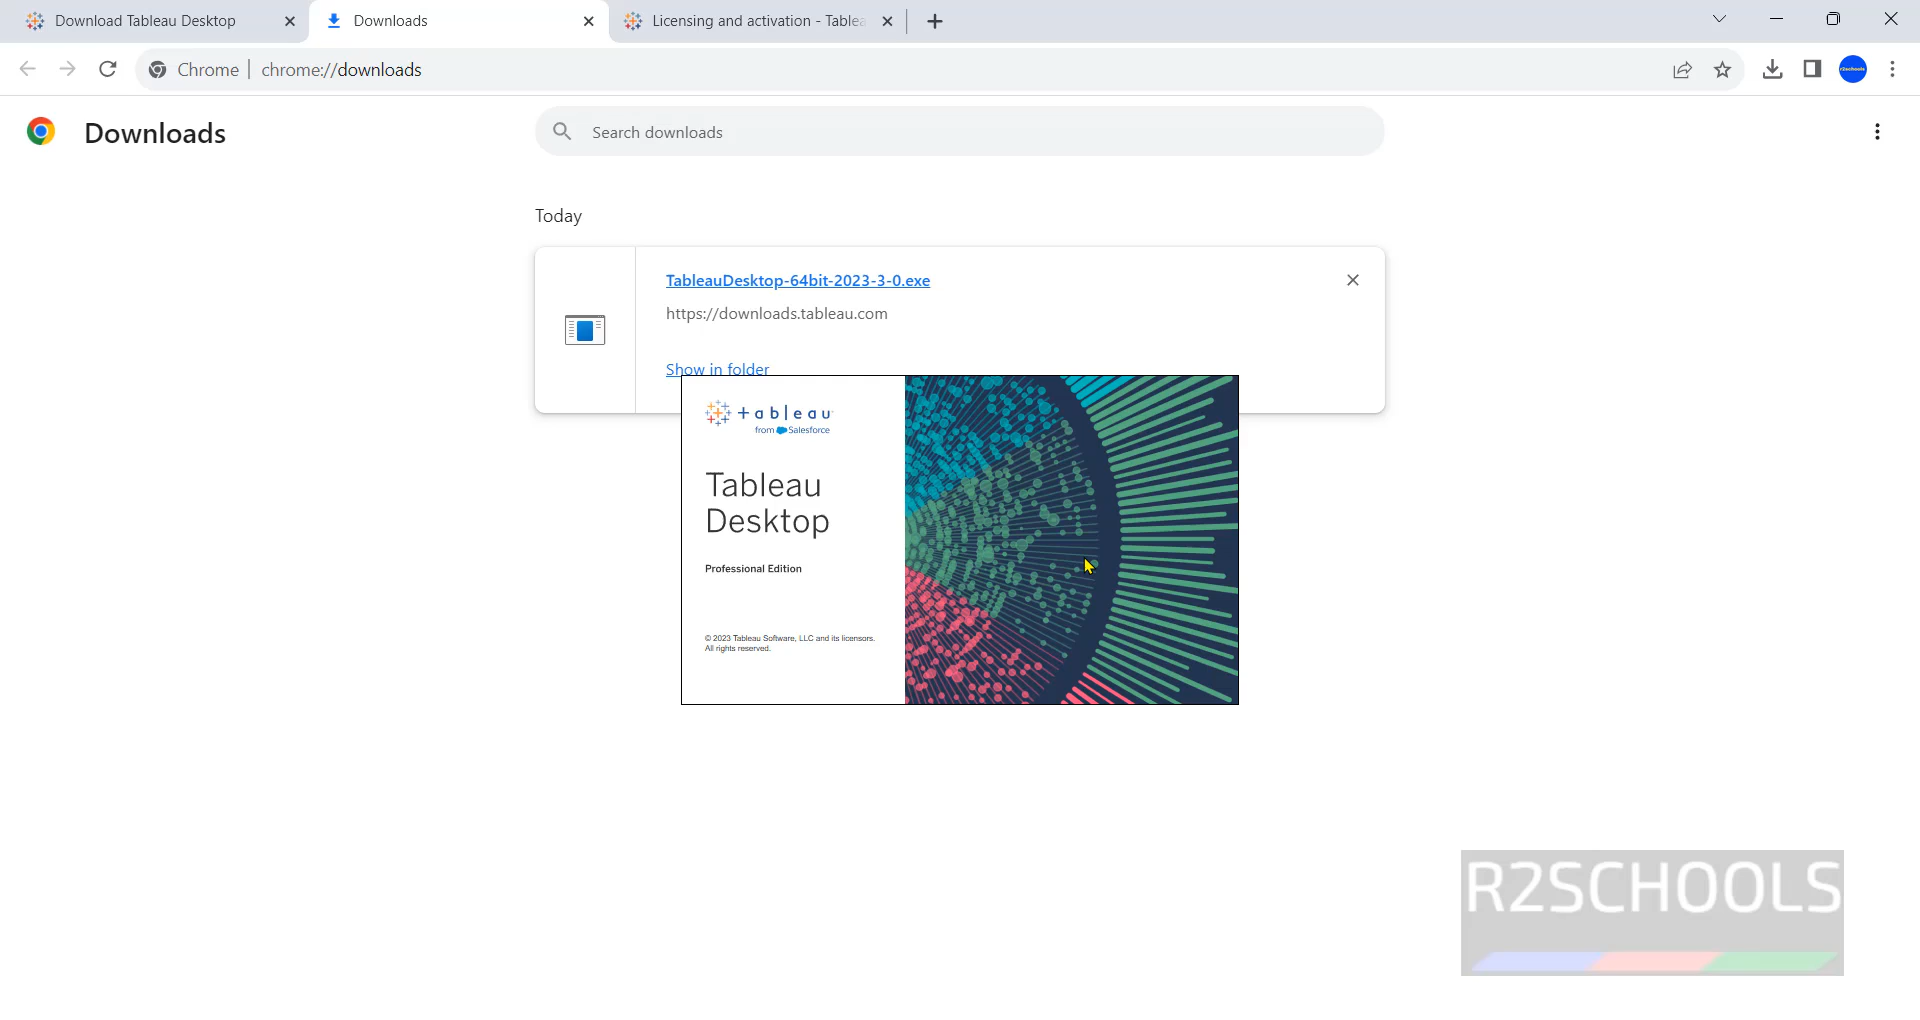 Download Tableau Desktop
Downloads
Licensing and activation - Table
Chrome
chrome://downloads
r2schools
Downloads
Search downloads
Today
TableauDesktop-64bit-2023-3-0.exe
https://downloads.tableau.com
Show in folder
+ableau
from Salesforce
Tableau
Desktop
Professional Edition
© 2023 Tableau Software, LLC and its licensors.
All rights reserved.
R2SCHOOLS